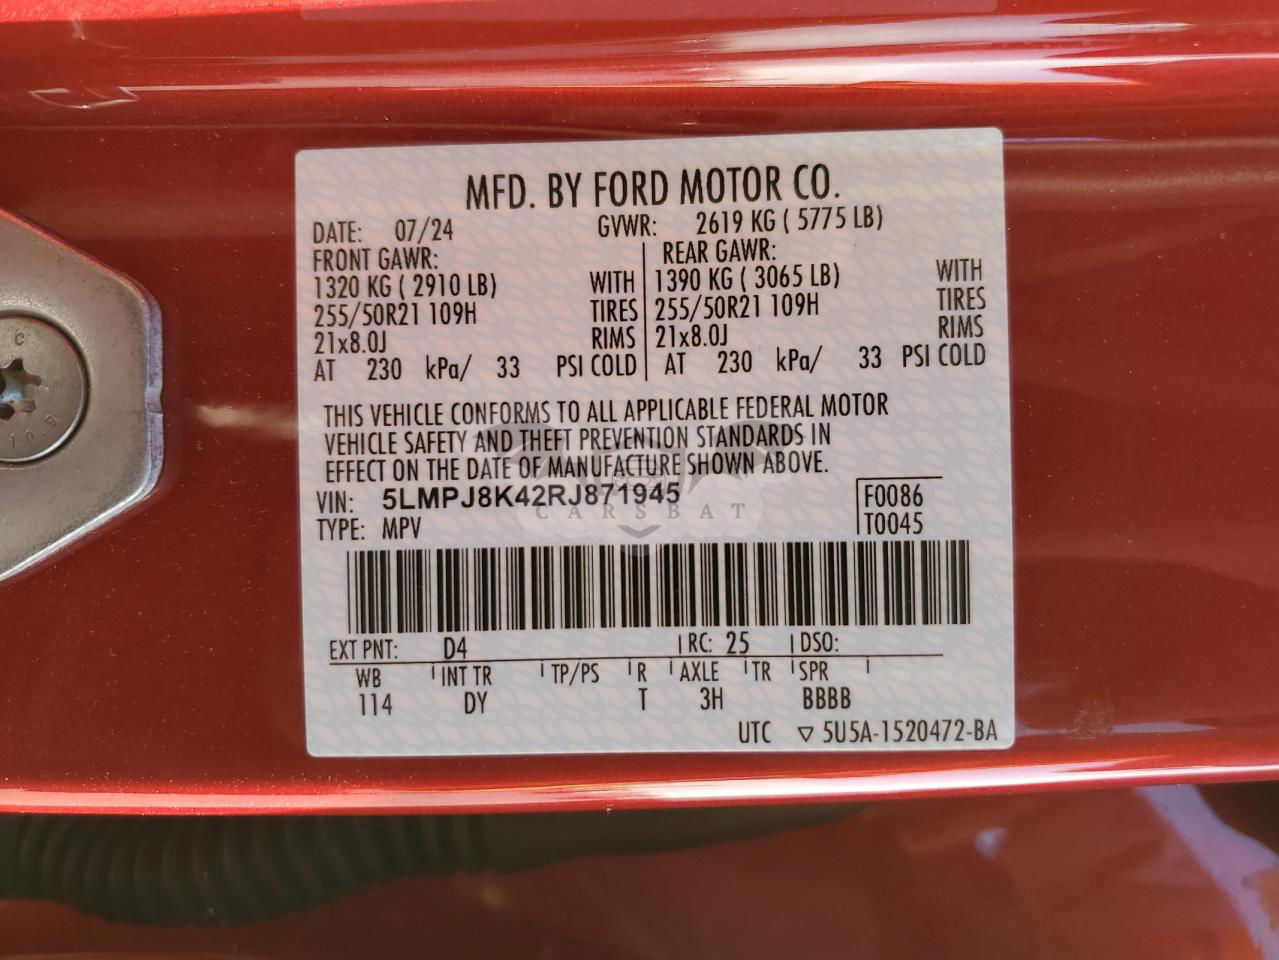 MFD. BY FORD MOTOR CO.
DATE: 07/24 GVWR: 2619 KG ( 5775 LB)
FRONT GAWR: REAR GAWR:
1320 KG ( 2910 LB) WITH 1390 KG ( 3065 LB) WITH
255/50R21 109H TIRES 255/50R21 109H TIRES
21x8.0J RIMS 21x8.0J RIMS
AT 230 kPa/ 33 PSI COLD AT 230 kPa/ 33 PSI COLD
THIS VEHICLE CONFORMS TO ALL APPLICABLE FEDERAL MOTOR
VEHICLE SAFETY AND THEFT PREVENTION STANDARDS IN
EFFECT ON THE DATE OF MANUFACTURE SHOWN ABOVE.
VIN: 5LMPJ8K42RJ871945 F0086
CARSBAT
TYPE: MPV T0045
EXT PNT: D4 RC: 25 DSO:
WB INT TR TP/PS R AXLE TR SPR
114 DY T 3H BBBB
UTC ▽ 5U5A-1520472-BA
C
10.9